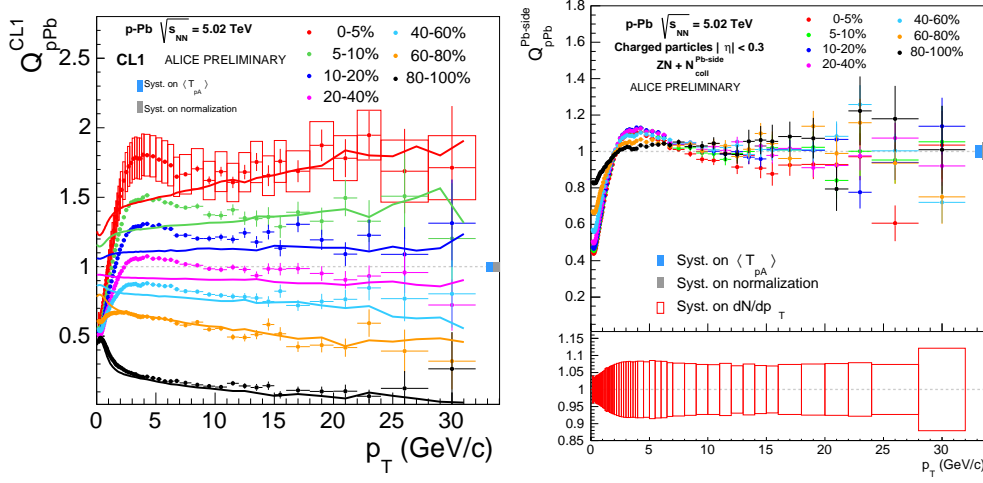 Q_pPb^CL1
p-Pb √s_NN = 5.02 TeV
CL1 ALICE PRELIMINARY
Syst. on ⟨T_pA⟩
Syst. on normalization
0-5%
5-10%
10-20%
20-40%
40-60%
60-80%
80-100%
2.5
2
1.5
1
0.5
0 5 10 15 20 25 30
p_T (GeV/c)
Q_pPb^Pb-side
p-Pb √s_NN = 5.02 TeV
Charged particles | η| < 0.3
ZN + N_coll^Pb-side
ALICE PRELIMINARY
0-5%
5-10%
10-20%
20-40%
40-60%
60-80%
80-100%
1.8
1.6
1.4
1.2
1.0
0.8
0.6
0.4
0.2
Syst. on ⟨T_pA⟩
Syst. on normalization
Syst. on dN/dp_T
1.15
1.10
1.05
1
0.95
0.90
0.85
0 5 10 15 20 25 30
p_T (GeV/c)